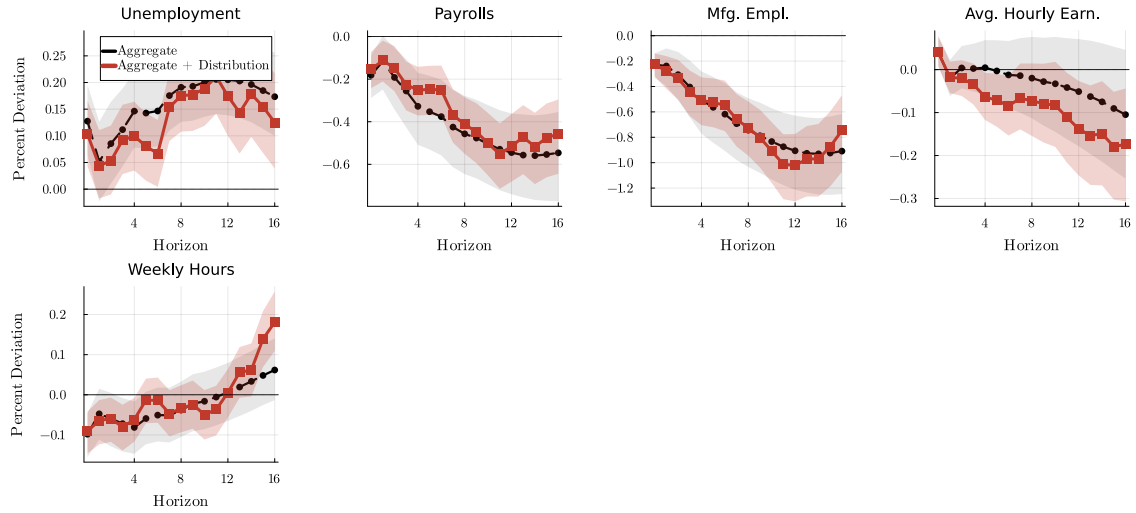 Unemployment
Payrolls
Mfg. Empl.
Avg. Hourly Earn.
Percent Deviation
0.25
0.20
0.15
0.10
0.05
0.00
Aggregate
Aggregate + Distribution
4 8 12 16
Horizon
0.0
−0.2
−0.4
−0.6
4 8 12 16
Horizon
0.0
−0.2
−0.4
−0.6
−0.8
−1.0
−1.2
4 8 12 16
Horizon
0.0
−0.1
−0.2
−0.3
4 8 12 16
Horizon
Weekly Hours
Percent Deviation
0.2
0.1
0.0
−0.1
4 8 12 16
Horizon